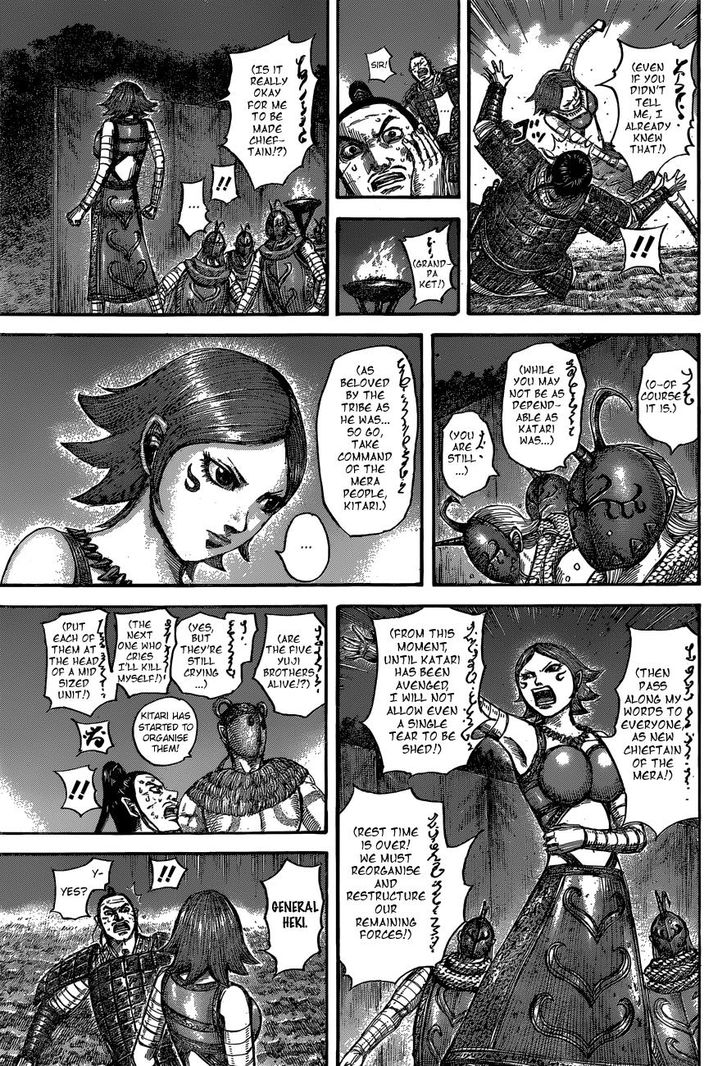 (EVEN
IF YOU
DIDN'T
TELL
ME, I
ALREADY
KNEW
THAT!)
!!
SIR!
(GRAND-
PA
KET!)
(IS IT
REALLY
OKAY
FOR ME
TO BE
MADE
CHIEF-
TAIN!?)
!!
...
(O-OF
COURSE
IT IS.)
(WHILE
YOU MAY
NOT BE AS
DEPEND-
ABLE AS
KATARI
WAS...)
(YOU
ARE
STILL
...)
(AS
BELOVED
BY THE
TRIBE AS
HE WAS...
SO GO,
TAKE
COMMAND
OF THE
MERA
PEOPLE,
KITARI.)
...
(THEN
PASS
ALONG MY
WORDS TO
EVERYONE,
AS NEW
CHIEFTAIN
OF THE
MERA!)
(FROM THIS
MOMENT,
UNTIL KATARI
HAS BEEN
AVENGED,
I WILL NOT
ALLOW EVEN
A SINGLE
TEAR TO
BE SHED!)
(REST TIME
IS OVER!
WE MUST
REORGANISE
AND
RESTRUCTURE
OUR
REMAINING
FORCES!)
(ARE THE
FIVE
YUJI
BROTHERS
ALIVE!?)
(YES,
BUT
THEY'RE
STILL
CRYING
...)
(THE
NEXT
ONE WHO
CRIES
I'LL KILL
MYSELF!)
(PUT
EACH OF
THEM AT
THE HEAD
OF A MID
SIZED
UNIT!)
KITARI HAS
STARTED TO
ORGANISE
THEM!
!!
GENERAL
HEKI.
!!
Y-
YES?